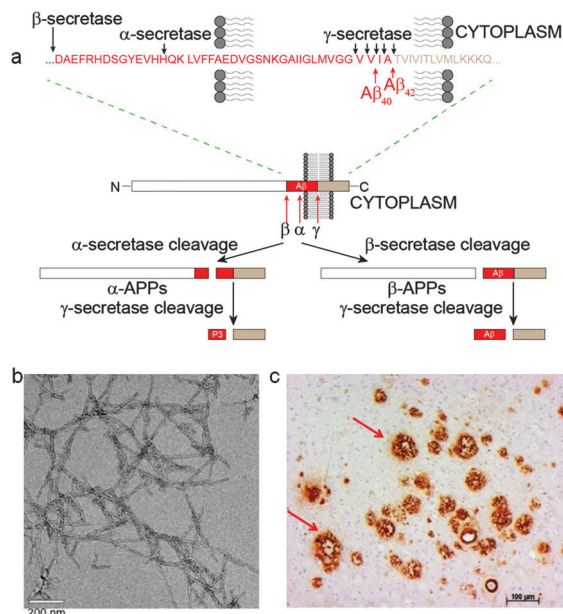 β-secretase
α-secretase
γ-secretase
CYTOPLASM
a
...DAEFRHDSGYEVHHQK LVFFAEDVGSNKGAIIGLMVGG V V I A TVIVITLVMLKKKQ...
Aβ40
Aβ42
N
Aβ
C
CYTOPLASM
β α γ
α-secretase cleavage
β-secretase cleavage
Aβ
α-APPs
β-APPs
γ-secretase cleavage
γ-secretase cleavage
P3
Aβ
b
c
200 nm
100 μm